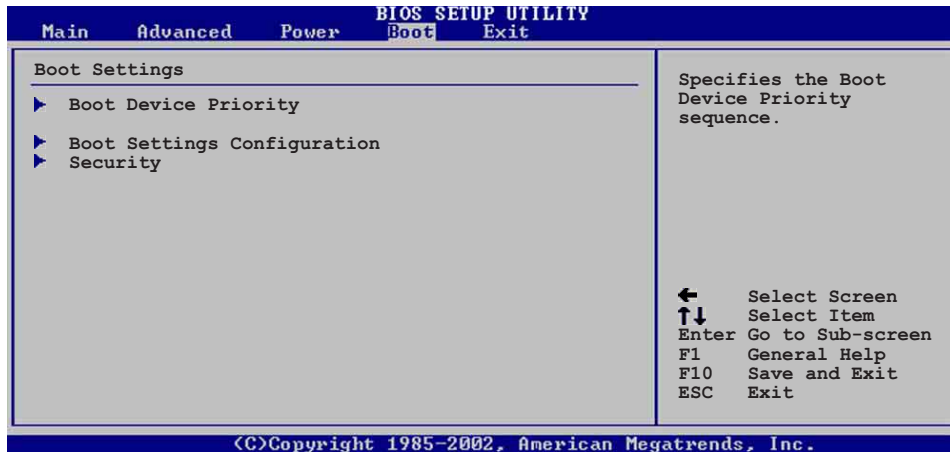 BIOS SETUP UTILITY
Main Advanced Power Boot Exit
Boot Settings
Boot Device Priority
Boot Settings Configuration
Security
Specifies the Boot
Device Priority
sequence.
← Select Screen
↑↓ Select Item
Enter Go to Sub-screen
F1 General Help
F10 Save and Exit
ESC Exit
(C)Copyright 1985-2002, American Megatrends, Inc.